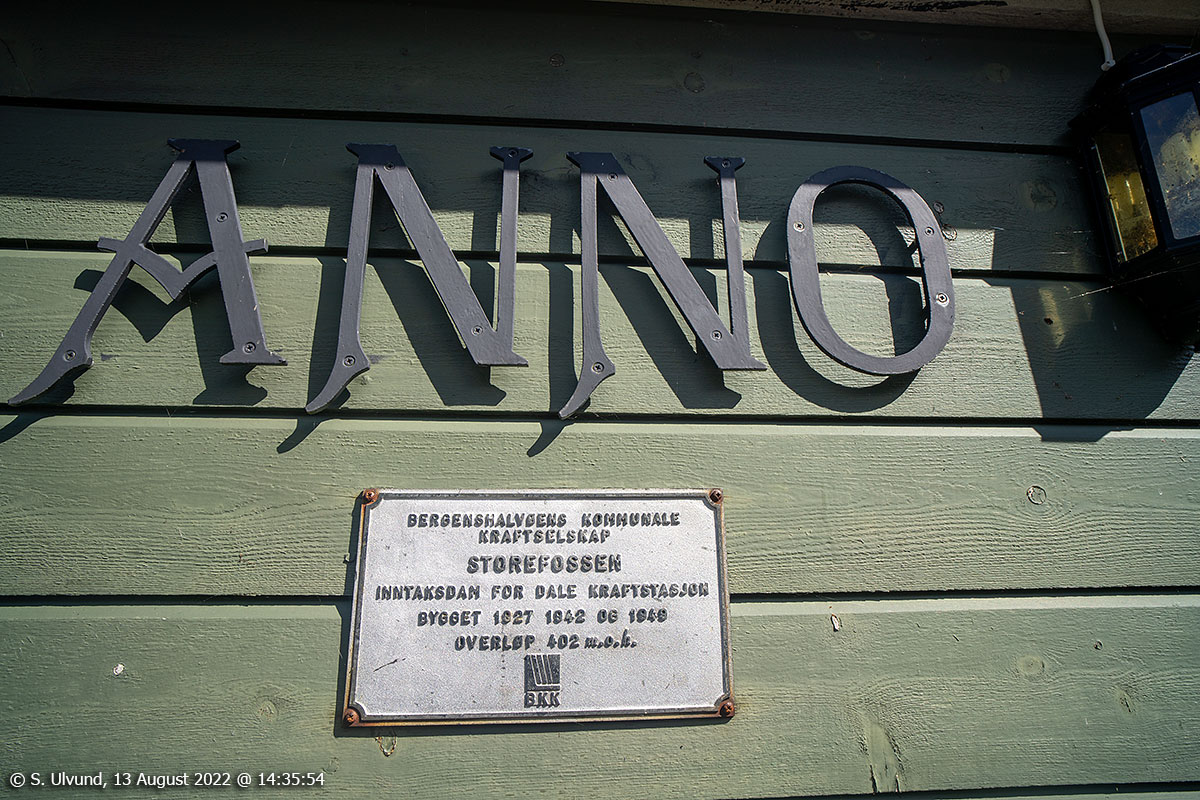 ANNO
BERGENSHALVØENS KOMMUNALE
KRAFTSELSKAP
STOREFOSSEN
INNTAKSDAM FOR DALE KRAFTSTASJON
BYGGET 1927 1942 OG 1949
OVERLØP 402 m.o.h.
BKK
© S. Ulvund, 13 August 2022 @ 14:35:54